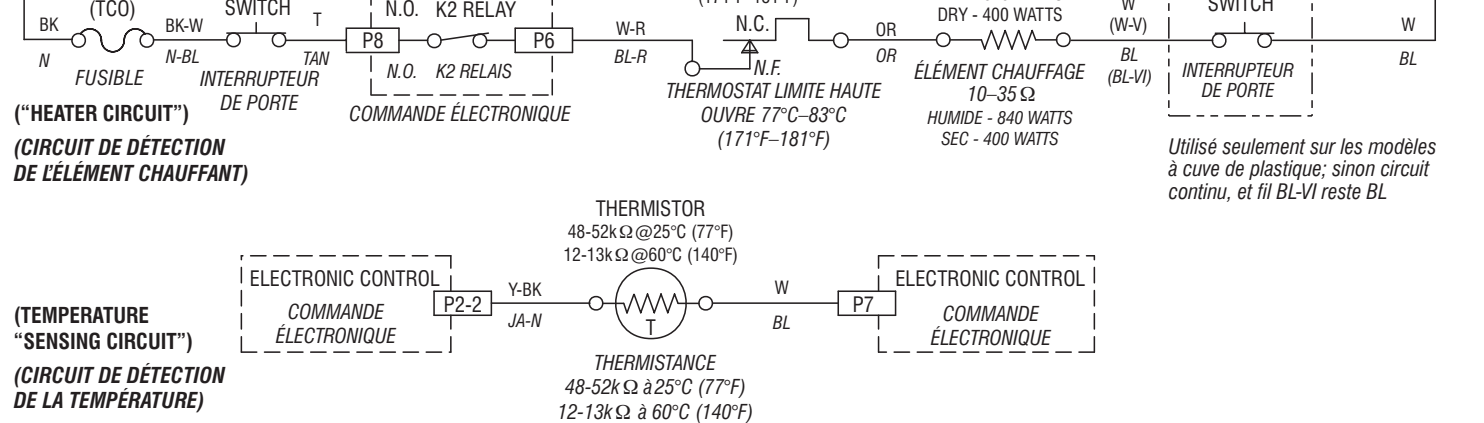 (TCO)
SWITCH
N.O. K2 RELAY
DRY - 400 WATTS
W
(W-V)
SWITCH
BK
BK-W
T
P8
P6
W-R
N.C.
OR
W
N
N-BL
TAN
BL-R
OR
BL
(BL-VI)
BL
FUSIBLE
INTERRUPTEUR
DE PORTE
N.O. K2 RELAIS
COMMANDE ÉLECTRONIQUE
N.F.
THERMOSTAT LIMITE HAUTE
OUVRE 77°C–83°C
(171°F–181°F)
ÉLÉMENT CHAUFFAGE
10–35 Ω
HUMIDE - 840 WATTS
SEC - 400 WATTS
INTERRUPTEUR
DE PORTE
(“HEATER CIRCUIT”)
(CIRCUIT DE DÉTECTION
DE L’ÉLÉMENT CHAUFFANT)
Utilisé seulement sur les modèles
à cuve de plastique; sinon circuit
continu, et fil BL-VI reste BL
THERMISTOR
48-52k Ω @25°C (77°F)
12-13k Ω @60°C (140°F)
ELECTRONIC CONTROL
COMMANDE
ÉLECTRONIQUE
P2-2
Y-BK
JA-N
T
W
BL
P7
ELECTRONIC CONTROL
COMMANDE
ÉLECTRONIQUE
(TEMPERATURE
“SENSING CIRCUIT”)
(CIRCUIT DE DÉTECTION
DE LA TEMPÉRATURE)
THERMISTANCE
48-52k Ω à 25°C (77°F)
12-13k Ω à 60°C (140°F)